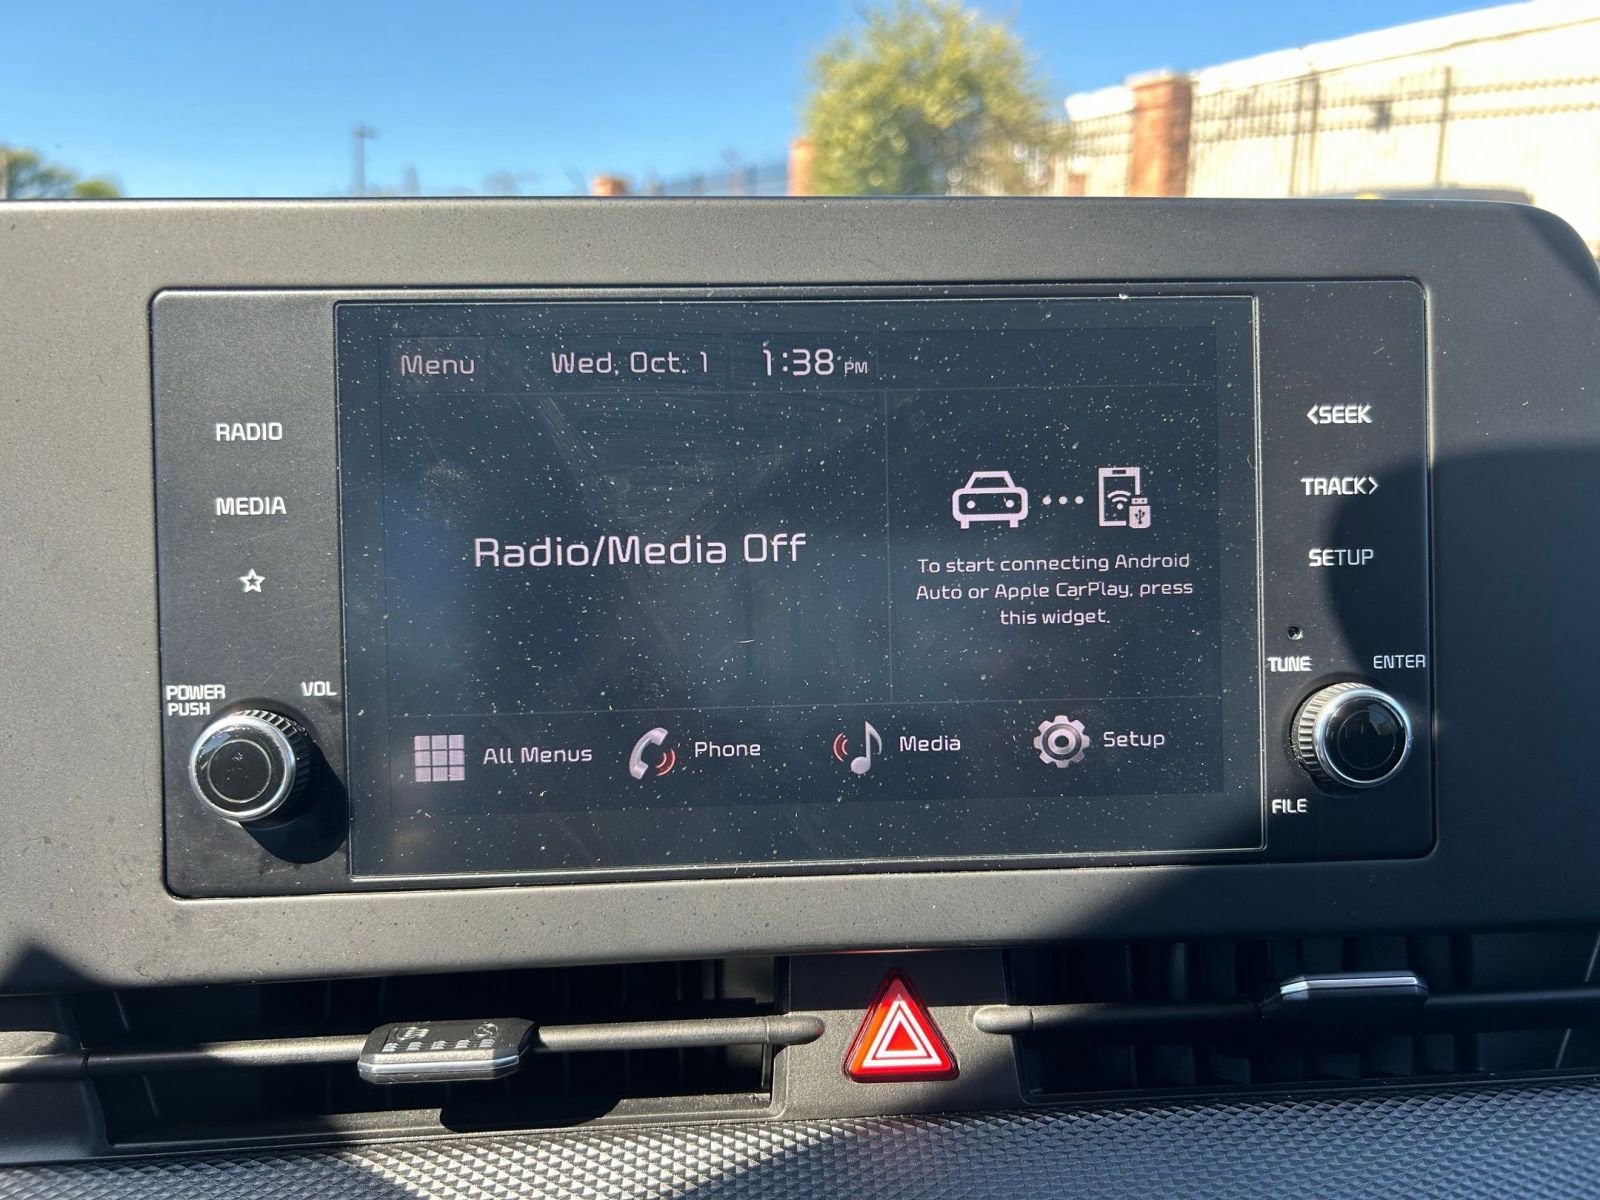 Menu
Wed, Oct. 1
1:38 PM
RADIO
MEDIA
POWER
PUSH
VOL
Radio/Media Off
To start connecting Android
Auto or Apple CarPlay, press
this widget.
All Menus
Phone
Media
Setup
<SEEK
TRACK>
SETUP
TUNE
ENTER
FILE